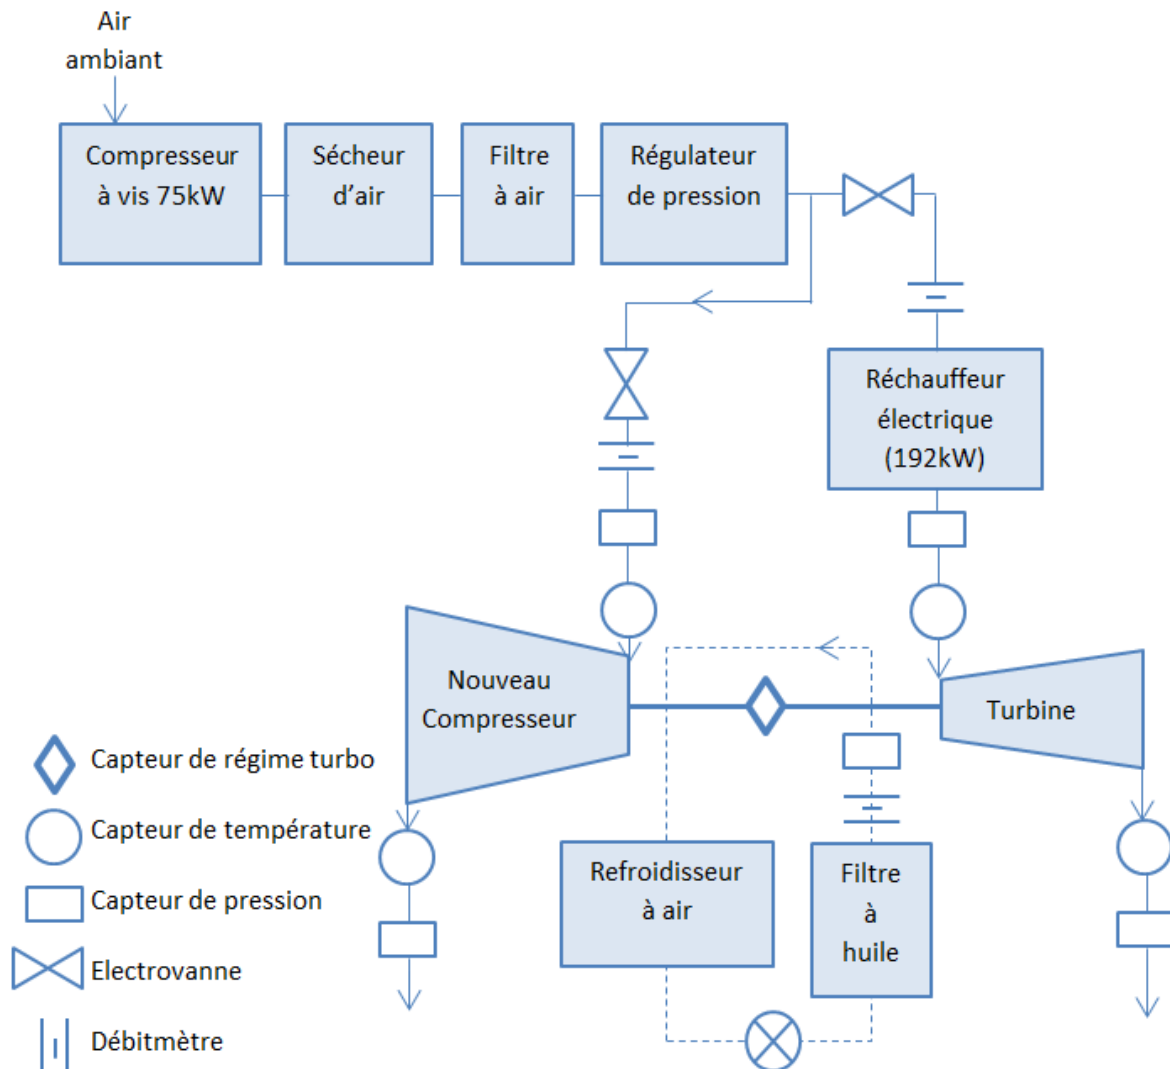 Air
ambiant
Compresseur
à vis 75kW
Sécheur
d'air
Filtre
à air
Régulateur
de pression
Réchauffeur
électrique
(192kW)
Nouveau
Compresseur
Turbine
Capteur de régime turbo
Capteur de température
Capteur de pression
Electrovanne
Débitmètre
Refroidisseur
à air
Filtre
à
huile